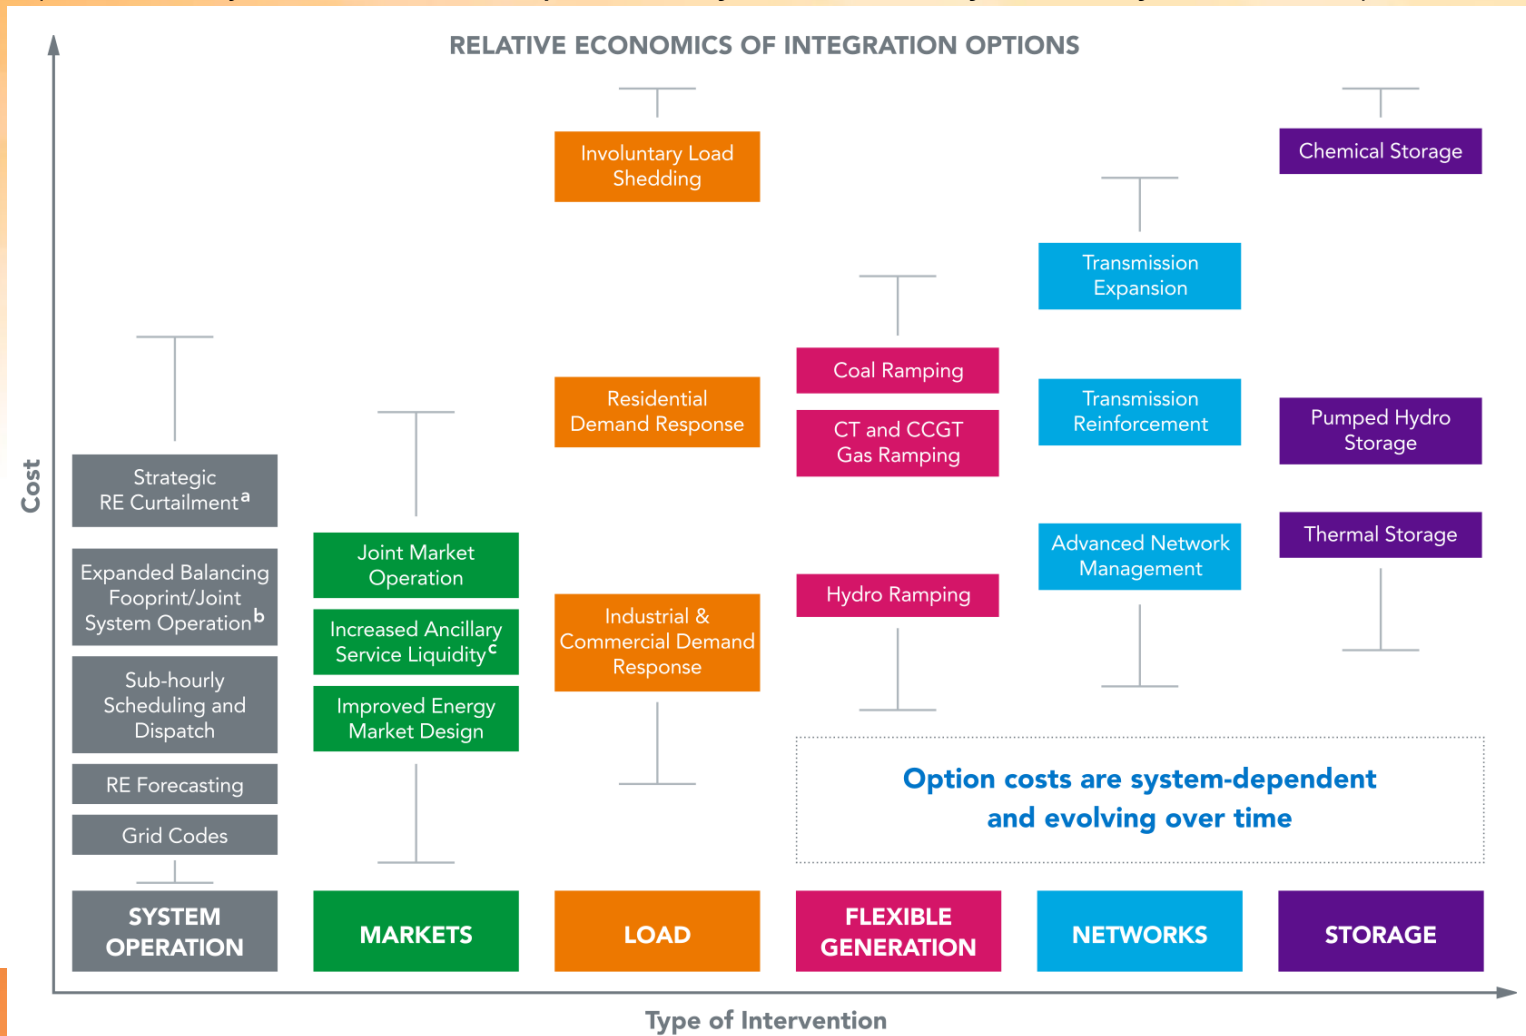 RELATIVE ECONOMICS OF INTEGRATION OPTIONS
Cost
Strategic
RE Curtailment a
Expanded Balancing
Fooprint/Joint
System Operation b
Sub-hourly
Scheduling and
Dispatch
RE Forecasting
Grid Codes
SYSTEM
OPERATION
Joint Market
Operation
Increased Ancillary
Service Liquidity c
Improved Energy
Market Design
MARKETS
Involuntary Load
Shedding
Residential
Demand Response
Industrial &
Commercial Demand
Response
LOAD
Coal Ramping
CT and CCGT
Gas Ramping
Hydro Ramping
FLEXIBLE
GENERATION
Transmission
Expansion
Transmission
Reinforcement
Advanced Network
Management
NETWORKS
Chemical Storage
Pumped Hydro
Storage
Thermal Storage
STORAGE
Option costs are system-dependent
and evolving over time
Type of Intervention